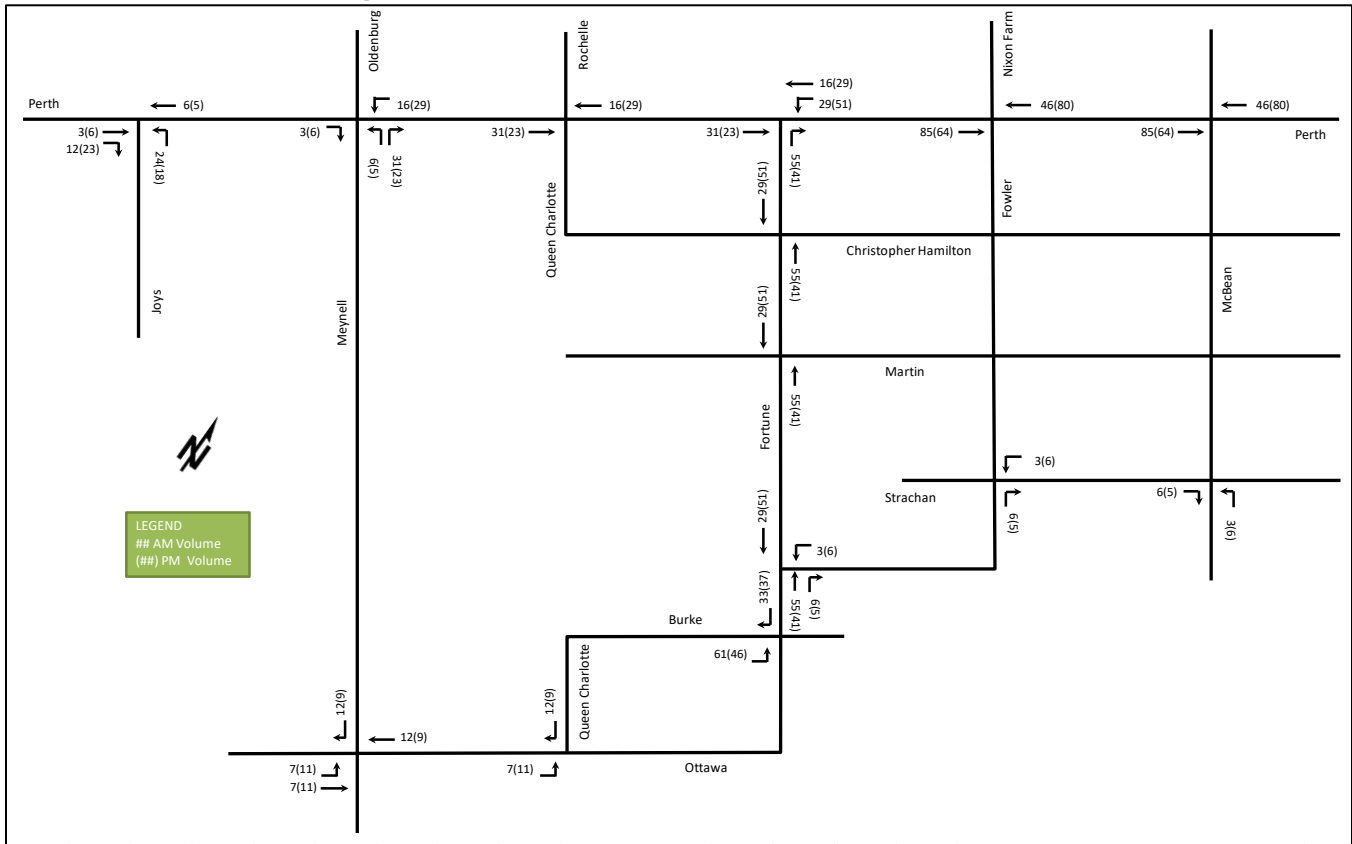 Oldenburg
Rochelle
Nixon Farm
16(29)
Perth
6(5)
16(29)
16(29)
29(51)
46(80)
46(80)
3(6)
12(23)
24(18)
3(6)
6(5)
31(23)
31(23)
31(23)
55(41)
85(64)
85(64)
Perth
29(51)
Queen Charlotte
Fowler
Christopher Hamilton
55(41)
Joys
Meynell
29(51)
McBean
Martin
55(41)
Fortune
3(6)
Strachan
29(51)
6(5)
6(5)
3(6)
LEGEND
## AM Volume
(##) PM Volume
3(6)
33(37)
55(41)
6(5)
Burke
61(46)
Queen Charlotte
12(9)
12(9)
12(9)
7(11)
7(11)
7(11)
Ottawa